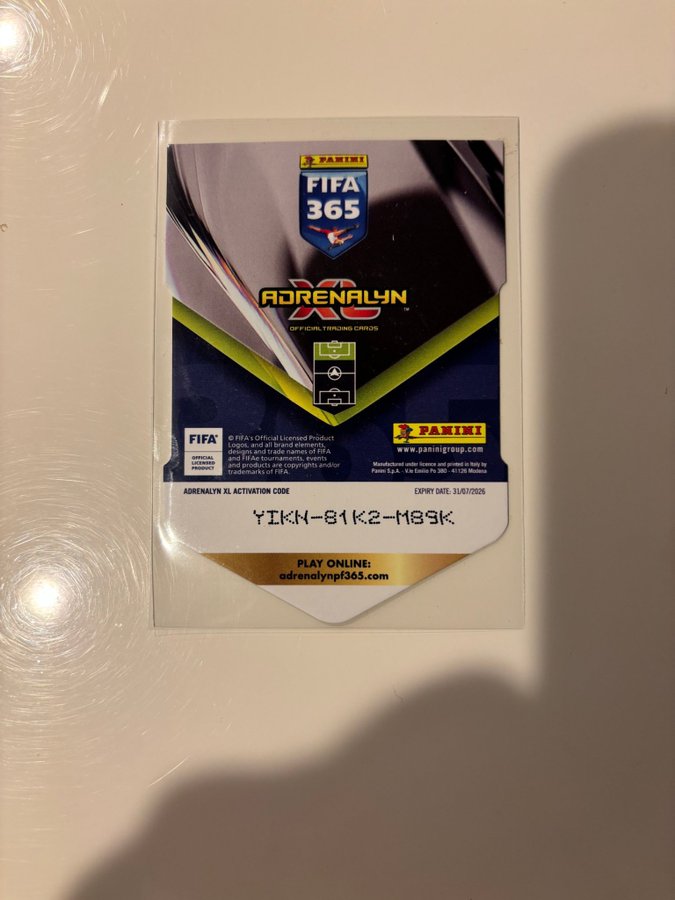 PANINI
FIFA
365
ADRENALYN
XL ™
OFFICIAL TRADING CARDS
FIFA®
OFFICIAL
LICENSED
PRODUCT
© FIFA's Official Licensed Product
Logos, and all brand elements,
designs and trade names of FIFA
and FIFAe tournaments, events
and products are copyrights and/or
trademarks of FIFA.
PANINI
www.paninigroup.com
Manufactured under licence and printed in Italy by
Panini S.p.A. - V.le Emilio Po 380 - 41126 Modena
ADRENALYN XL ACTIVATION CODE
EXPIRY DATE: 31/07/2026
YIKN-81K2-M89K
PLAY ONLINE:
adrenalynpf365.com